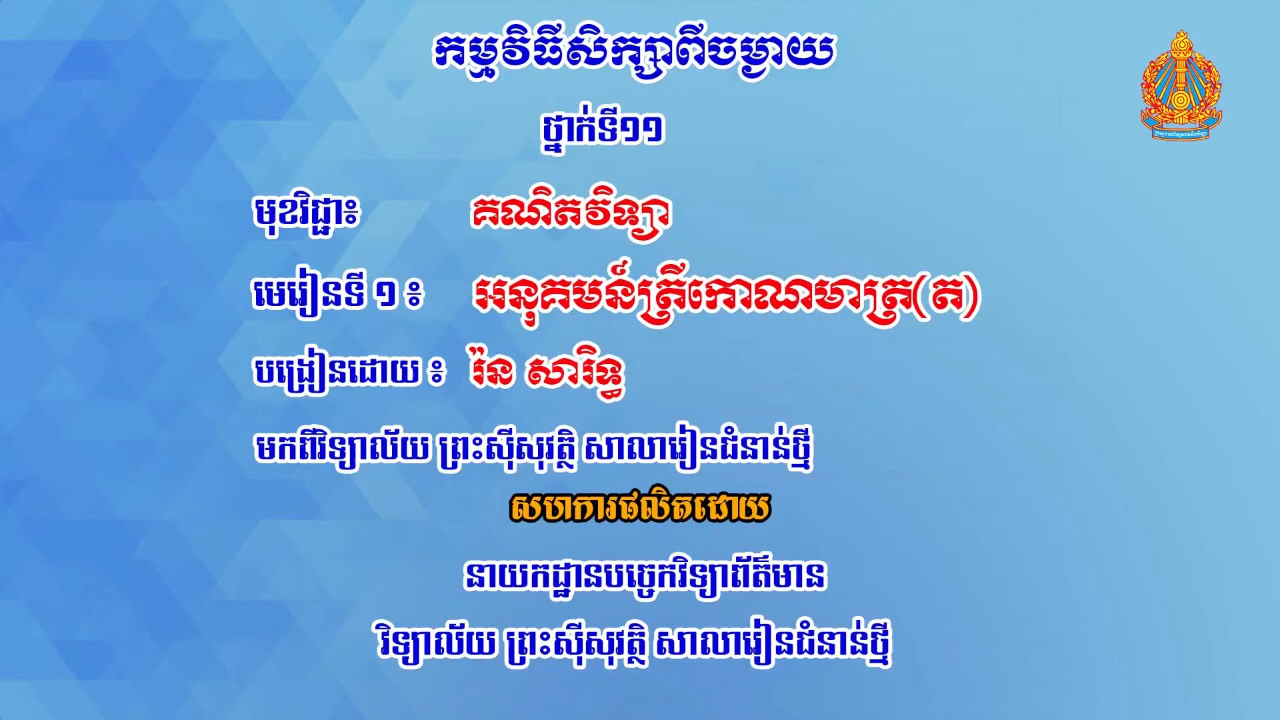 កម្មវិធីសិក្សាពីចម្ងាយ
ថ្នាក់ទី១១
មុខវិជ្ជា៖ គណិតវិទ្យា
មេរៀនទី ១ ៖ អនុគមន៍ត្រីកោណមាត្រ(ត)
បង្រៀនដោយ ៖ រ៉ន សារិទ្ធ
មកពីវិទ្យាល័យ ព្រះស៊ីសុវត្ថិ សាលារៀនជំនាន់ថ្មី
សហការផលិតដោយ
នាយកដ្ឋានបច្ចេកវិទ្យាព័ត៌មាន
វិទ្យាល័យ ព្រះស៊ីសុវត្ថិ សាលារៀនជំនាន់ថ្មី